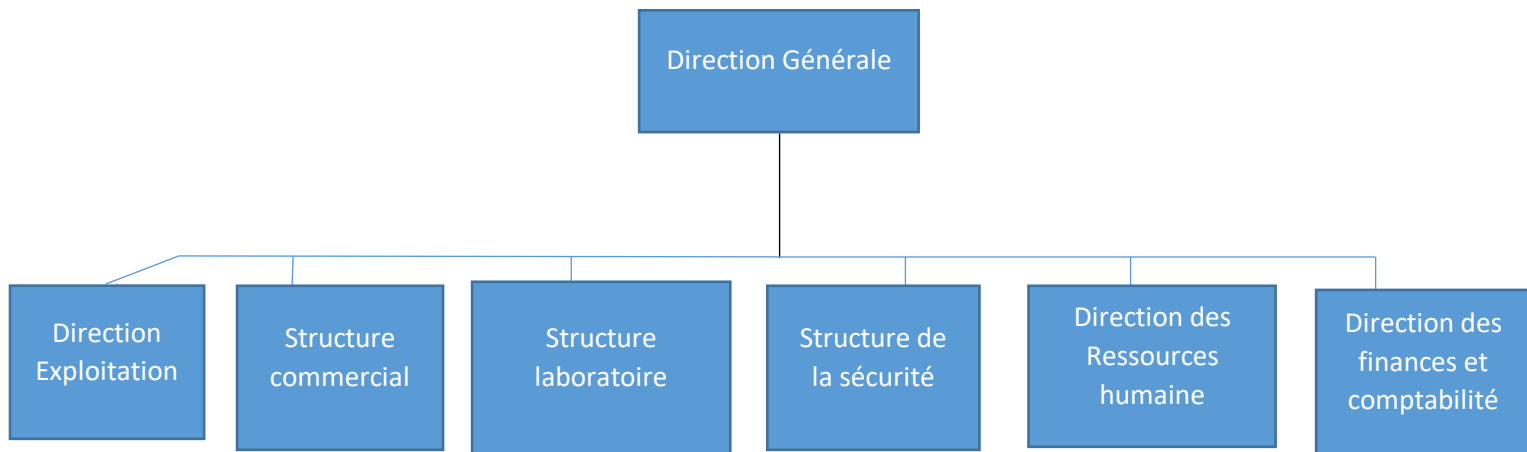 Direction Générale
Direction
Exploitation
Structure
commercial
Structure
laboratoire
Structure de
la sécurité
Direction des
Ressources
humaine
Direction des
finances et
comptabilité